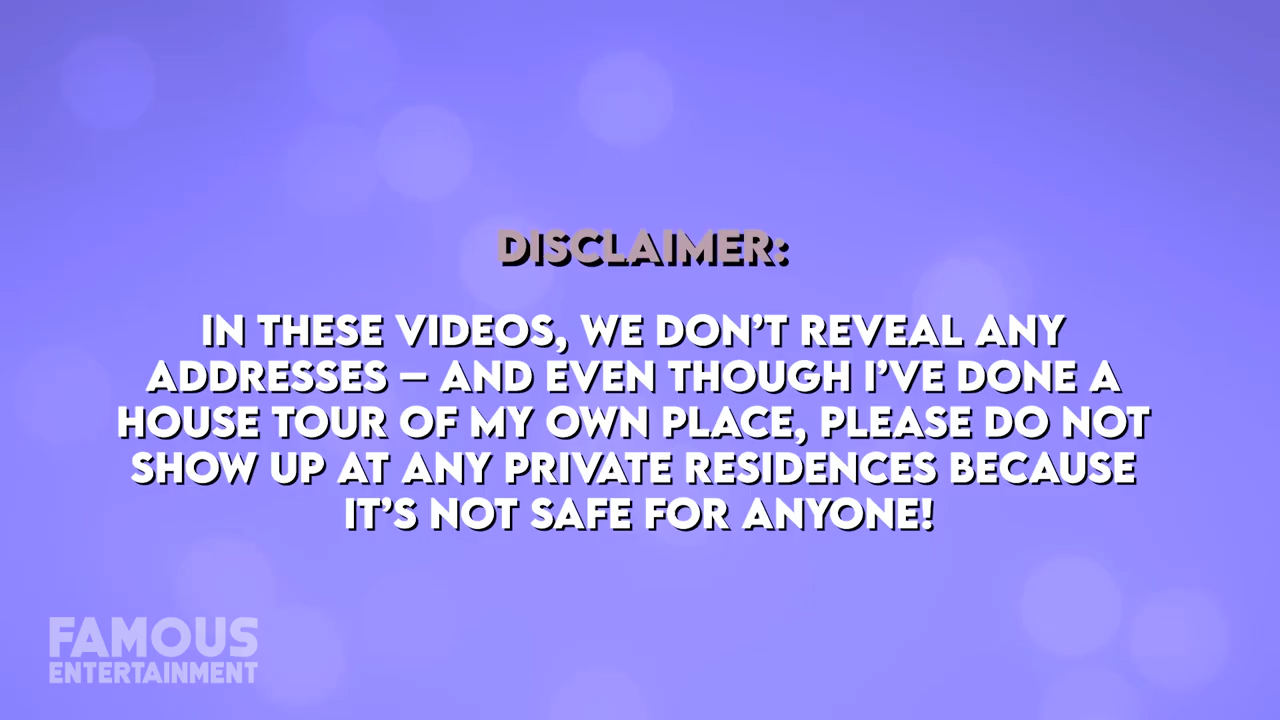 DISCLAIMER:
IN THESE VIDEOS, WE DON'T REVEAL ANY
ADDRESSES – AND EVEN THOUGH I'VE DONE A
HOUSE TOUR OF MY OWN PLACE, PLEASE DO NOT
SHOW UP AT ANY PRIVATE RESIDENCES BECAUSE
IT'S NOT SAFE FOR ANYONE!
FAMOUS
ENTERTAINMENT